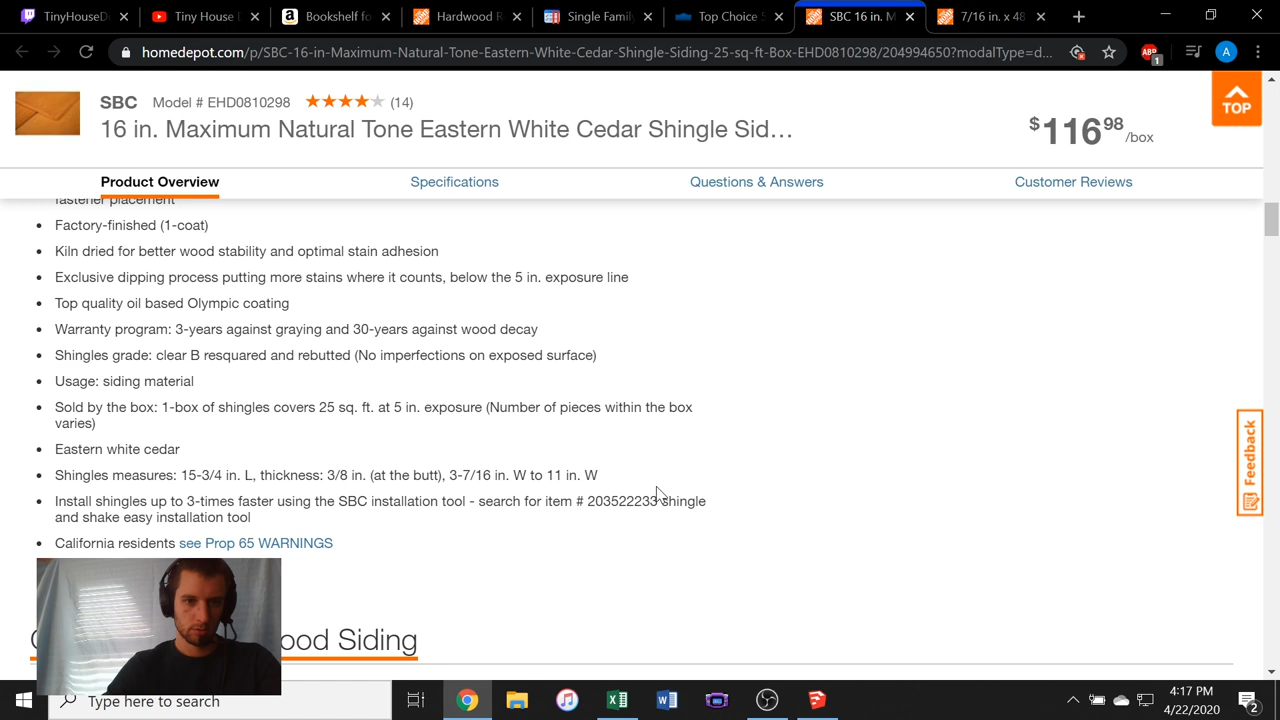 TinyHouseD
Tiny House
Bookshelf fo
Hardwood R
Single Family
Top Choice S
SBC 16 in. M
7/16 in. x 48
homedepot.com/p/SBC-16-in-Maximum-Natural-Tone-Eastern-White-Cedar-Shingle-Siding-25-sq-ft-Box-EHD0810298/204994650?modalType=d...
ABP
1
A
SBC Model # EHD0810298 (14)
16 in. Maximum Natural Tone Eastern White Cedar Shingle Sid...
$116 98 /box
TOP
Product Overview
Specifications
Questions & Answers
Customer Reviews
fastener placement
• Factory-finished (1-coat)
• Kiln dried for better wood stability and optimal stain adhesion
• Exclusive dipping process putting more stains where it counts, below the 5 in. exposure line
• Top quality oil based Olympic coating
• Warranty program: 3-years against graying and 30-years against wood decay
• Shingles grade: clear B resquared and rebutted (No imperfections on exposed surface)
• Usage: siding material
• Sold by the box: 1-box of shingles covers 25 sq. ft. at 5 in. exposure (Number of pieces within the box
varies)
• Eastern white cedar
• Shingles measures: 15-3/4 in. L, thickness: 3/8 in. (at the butt), 3-7/16 in. W to 11 in. W
• Install shingles up to 3-times faster using the SBC installation tool - search for item # 203522233 shingle
and shake easy installation tool
• California residents see Prop 65 WARNINGS
Feedback
ood Siding
Type here to search
4:17 PM
4/22/2020
2